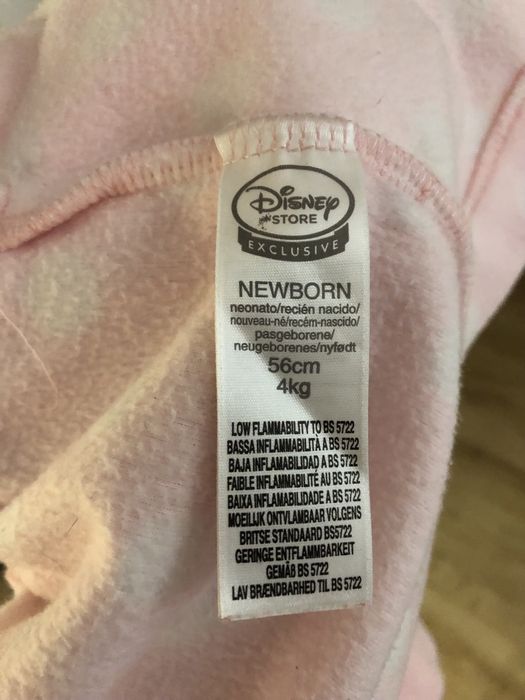 Disney
STORE
EXCLUSIVE
NEWBORN
neonato/recién nacido/
nouveau-né/recém-nascido/
pasgeborene/
neugeborenes/nyfødt
56cm
4kg
LOW FLAMMABILITY TO BS 5722
BASSA INFLAMMABILITÀ A BS 5722
BAJA INFLAMABILIDAD A BS 5722
FAIBLE INFLAMMABILITÉ AU BS 5722
BAIXA INFLAMABILIDADE A BS 5722
MOEILIJK ONTVLAMBAAR VOLGENS
BRITSE STANDAARD BS5722
GERINGE ENTFLAMMBARKEIT
GEMÄß BS 5722
LAV BRÆNDBARHED TIL BS 5722